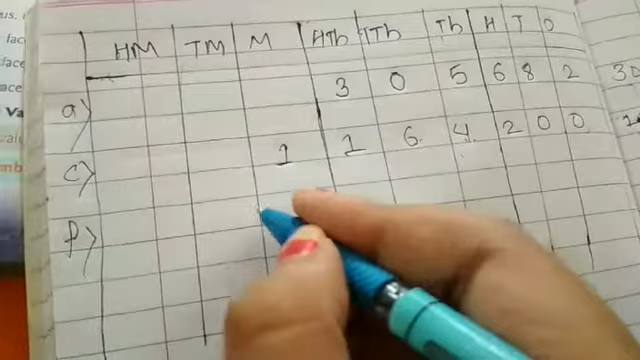 HM TM M HTh TTh Th H T O
a) 3 0 5 6 8 2
c) 1 1 6 4 2 0 0
f)